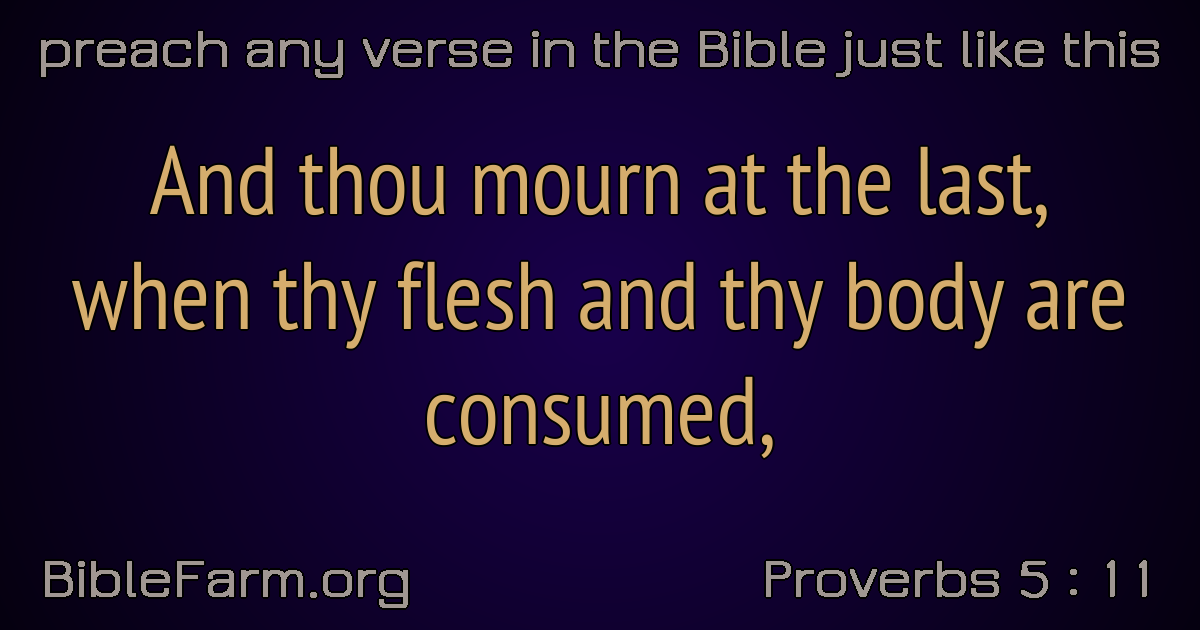 preach any verse in the Bible just like this
And thou mourn at the last,
when thy flesh and thy body are
consumed,
BibleFarm.org
Proverbs 5 : 11